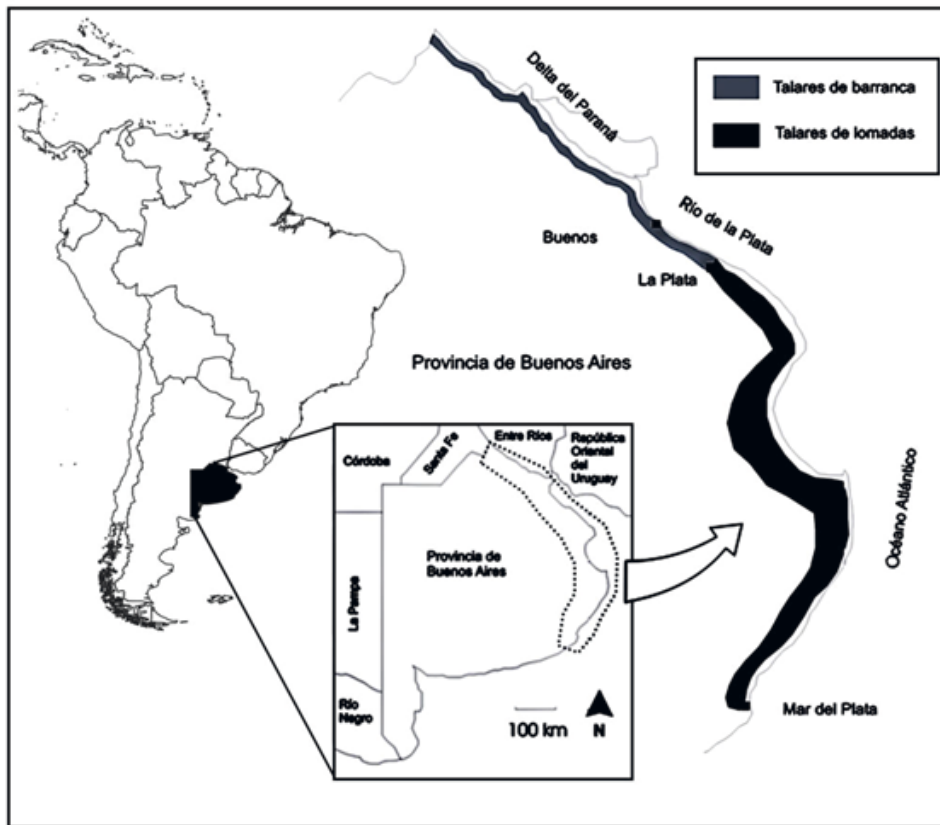 Delta del Paraná
Talares de barranca
Talares de lomadas
Río de la Plata
Buenos
La Plata
Provincia de Buenos Aires
Océano Atlántico
Mar del Plata
Córdoba
Santa Fe
Entre Ríos
República
Oriental
del
Uruguay
Provincia de
Buenos Aires
La Pampa
Río
Negro
100 km
N